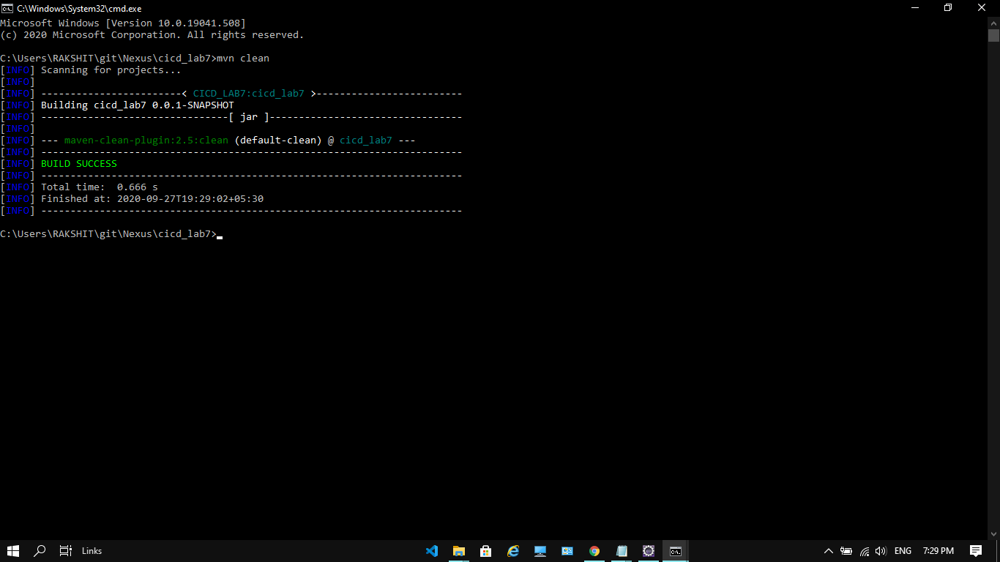 C:\Windows\System32\cmd.exe
Microsoft Windows [Version 10.0.19041.508]
(c) 2020 Microsoft Corporation. All rights reserved.
C:\Users\RAKSHIT\git\Nexus\cicd_lab7>mvn clean
[INFO] Scanning for projects...
[INFO]
[INFO] ------------------------< CICD_LAB7:cicd_lab7 >-------------------------
[INFO] Building cicd_lab7 0.0.1-SNAPSHOT
[INFO] --------------------------------[ jar ]---------------------------------
[INFO]
[INFO] --- maven-clean-plugin:2.5:clean (default-clean) @ cicd_lab7 ---
[INFO] ------------------------------------------------------------------------
[INFO] BUILD SUCCESS
[INFO] ------------------------------------------------------------------------
[INFO] Total time:  0.666 s
[INFO] Finished at: 2020-09-27T19:29:02+05:30
[INFO] ------------------------------------------------------------------------
C:\Users\RAKSHIT\git\Nexus\cicd_lab7>
Links
ENG
7:29 PM